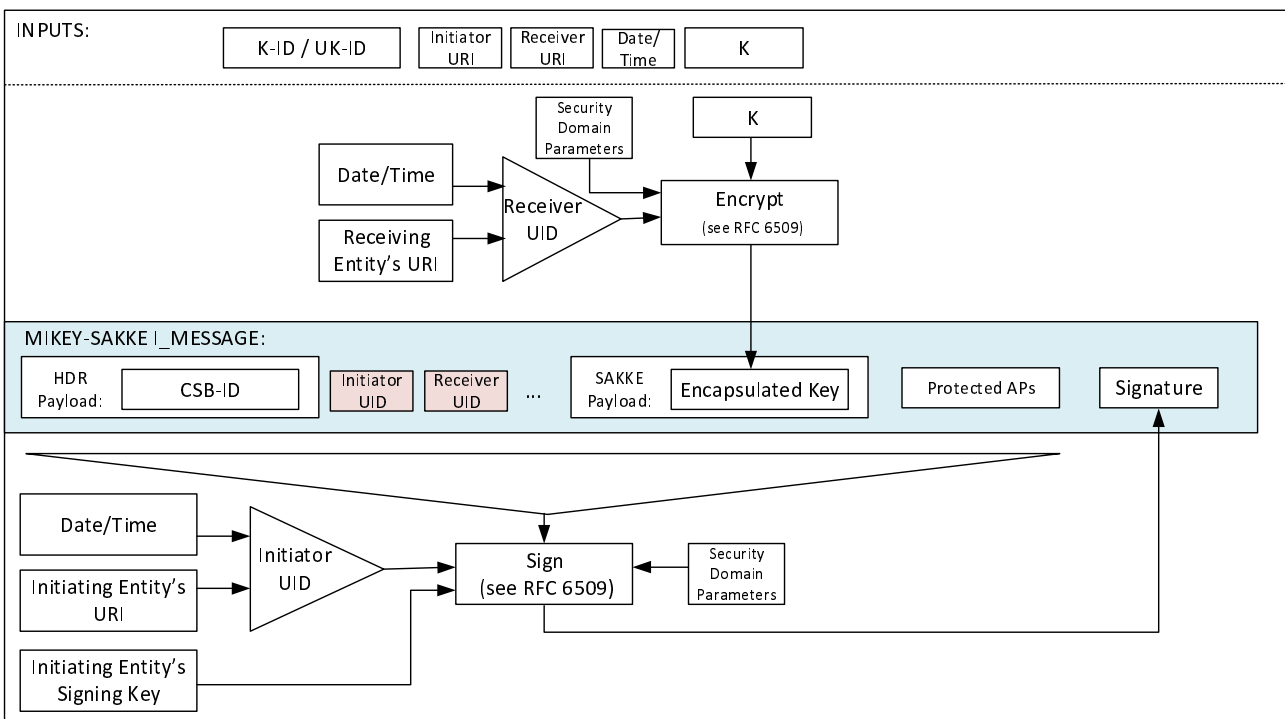 INPUTS:
K-ID / UK-ID
Initiator
URI
Receiver
URI
Date/
Time
K
Security
Domain
Parameters
K
Date/Time
Receiver
UID
Encrypt
(see RFC 6509)
Receiving
Entity’s URI
MIKEY-SAKKE I_MESSAGE:
HDR
Payload:
CSB-ID
Initiator
UID
Receiver
UID
...
SAKKE
Payload:
Encapsulated Key
Protected APs
Signature
Date/Time
Initiator
UID
Sign
(see RFC 6509)
Security
Domain
Parameters
Initiating Entity’s
URI
Initiating Entity’s
Signing Key